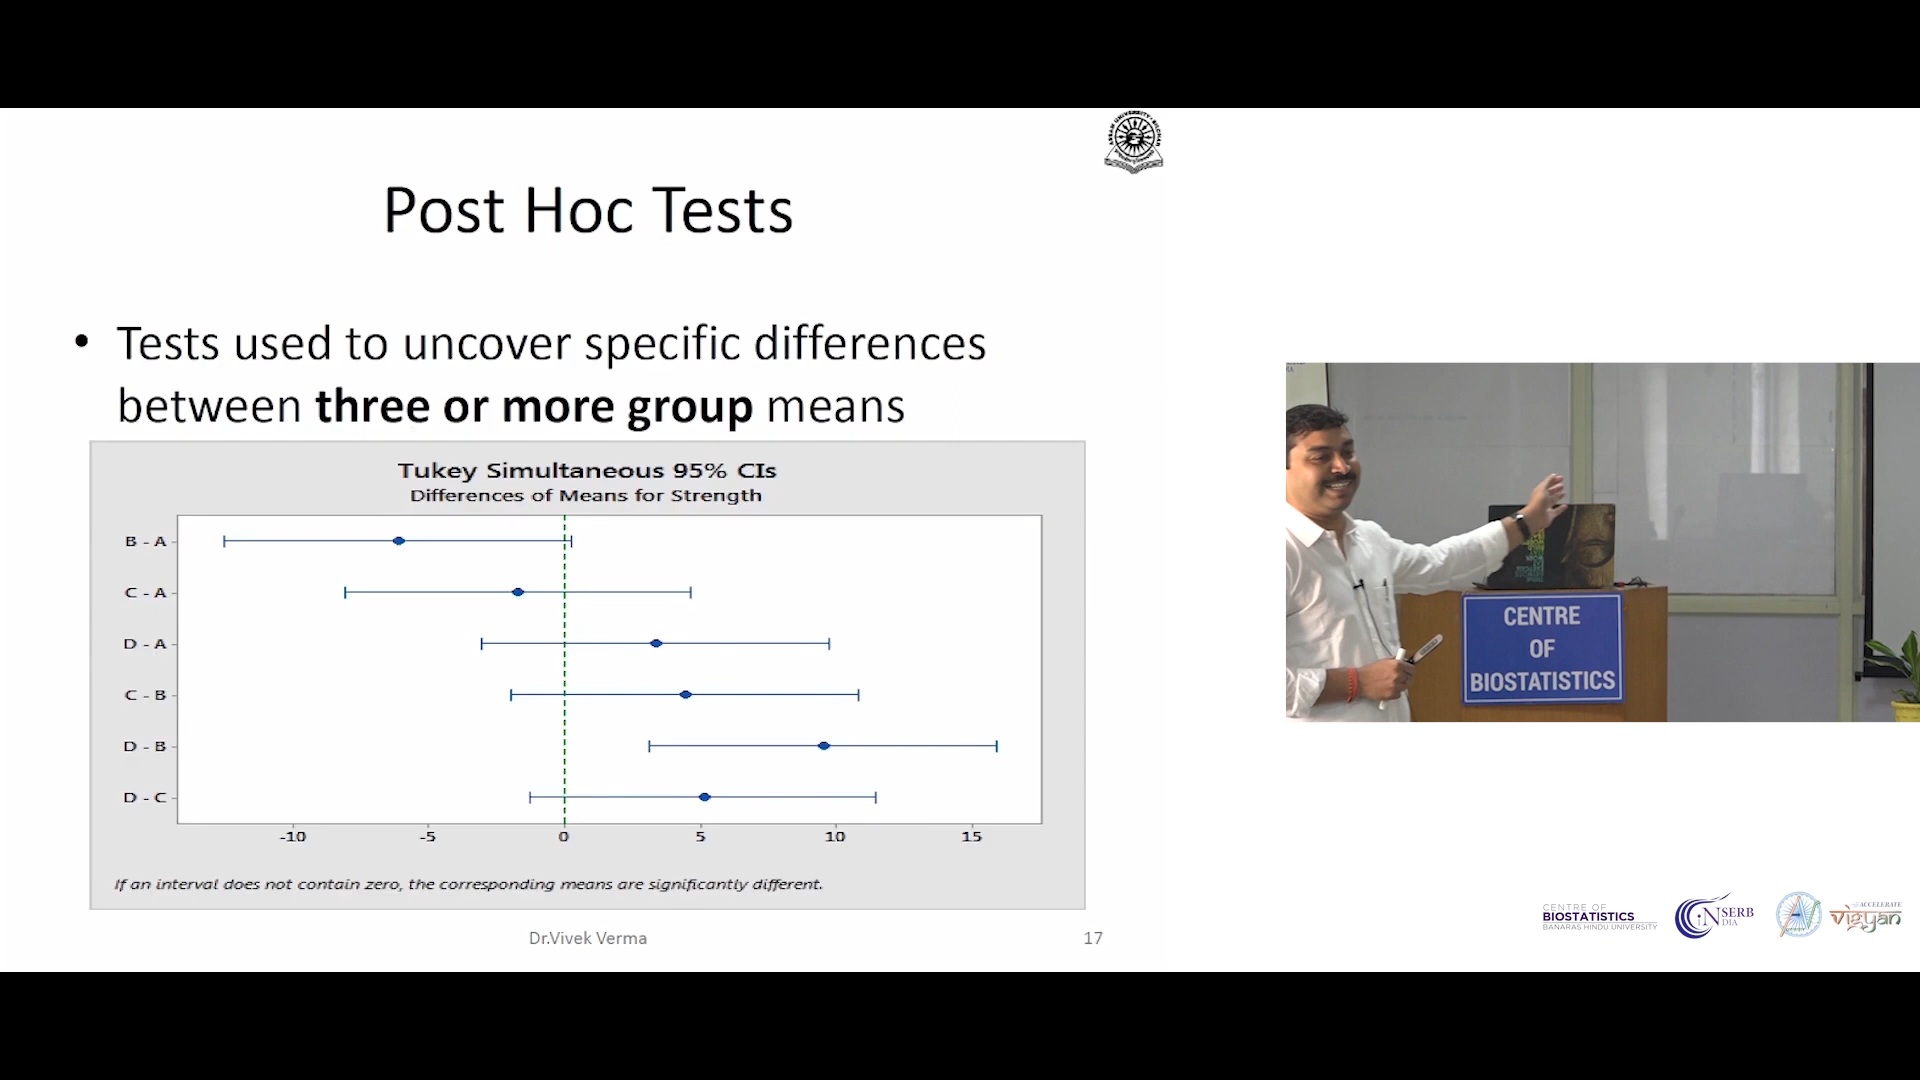 Post Hoc Tests
• Tests used to uncover specific differences
between three or more group means
Tukey Simultaneous 95% CIs
Differences of Means for Strength
B - A
C - A
D - A
C - B
D - B
D - C
-10 -5 0 5 10 15
If an interval does not contain zero, the corresponding means are significantly different.
Dr.Vivek Verma
17
CENTRE
OF
BIOSTATISTICS
CENTRE OF
BIOSTATISTICS
BANARAS HINDU UNIVERSITY
SERB
ACCELERATE
विgyan